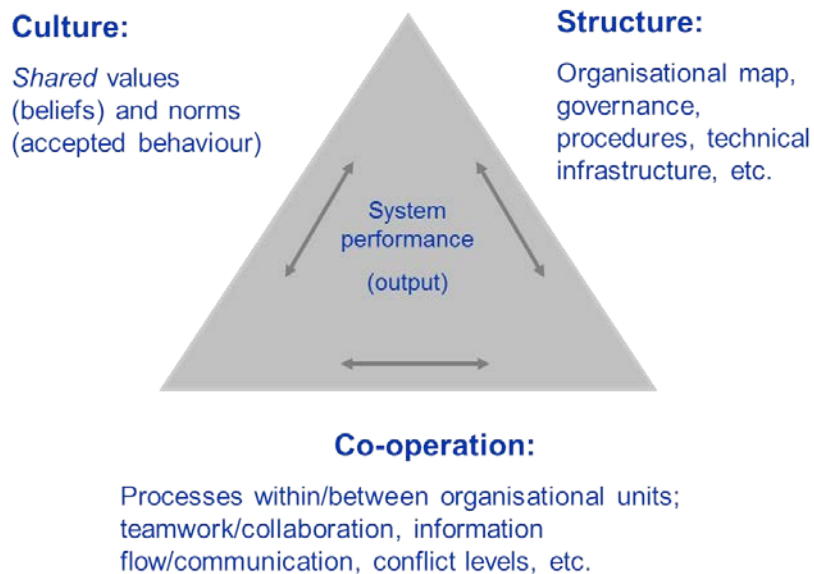 Culture:
Shared values
(beliefs) and norms
(accepted behaviour)
Structure:
Organisational map,
governance,
procedures, technical
infrastructure, etc.
System
performance
(output)
Co-operation:
Processes within/between organisational units;
teamwork/collaboration, information
flow/communication, conflict levels, etc.